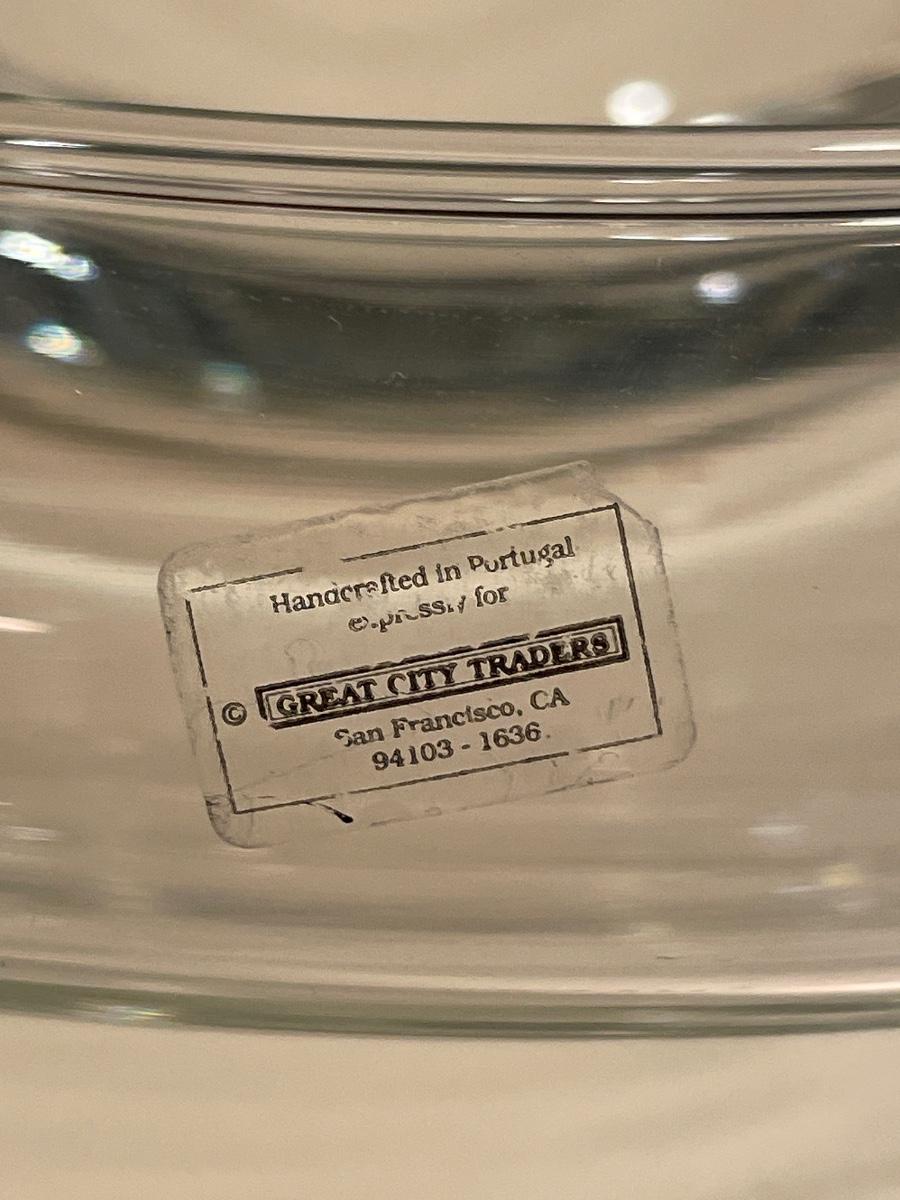 Handcrafted in Portugal
expressly for
© GREAT CITY TRADERS
San Francisco, CA
94103 - 1636